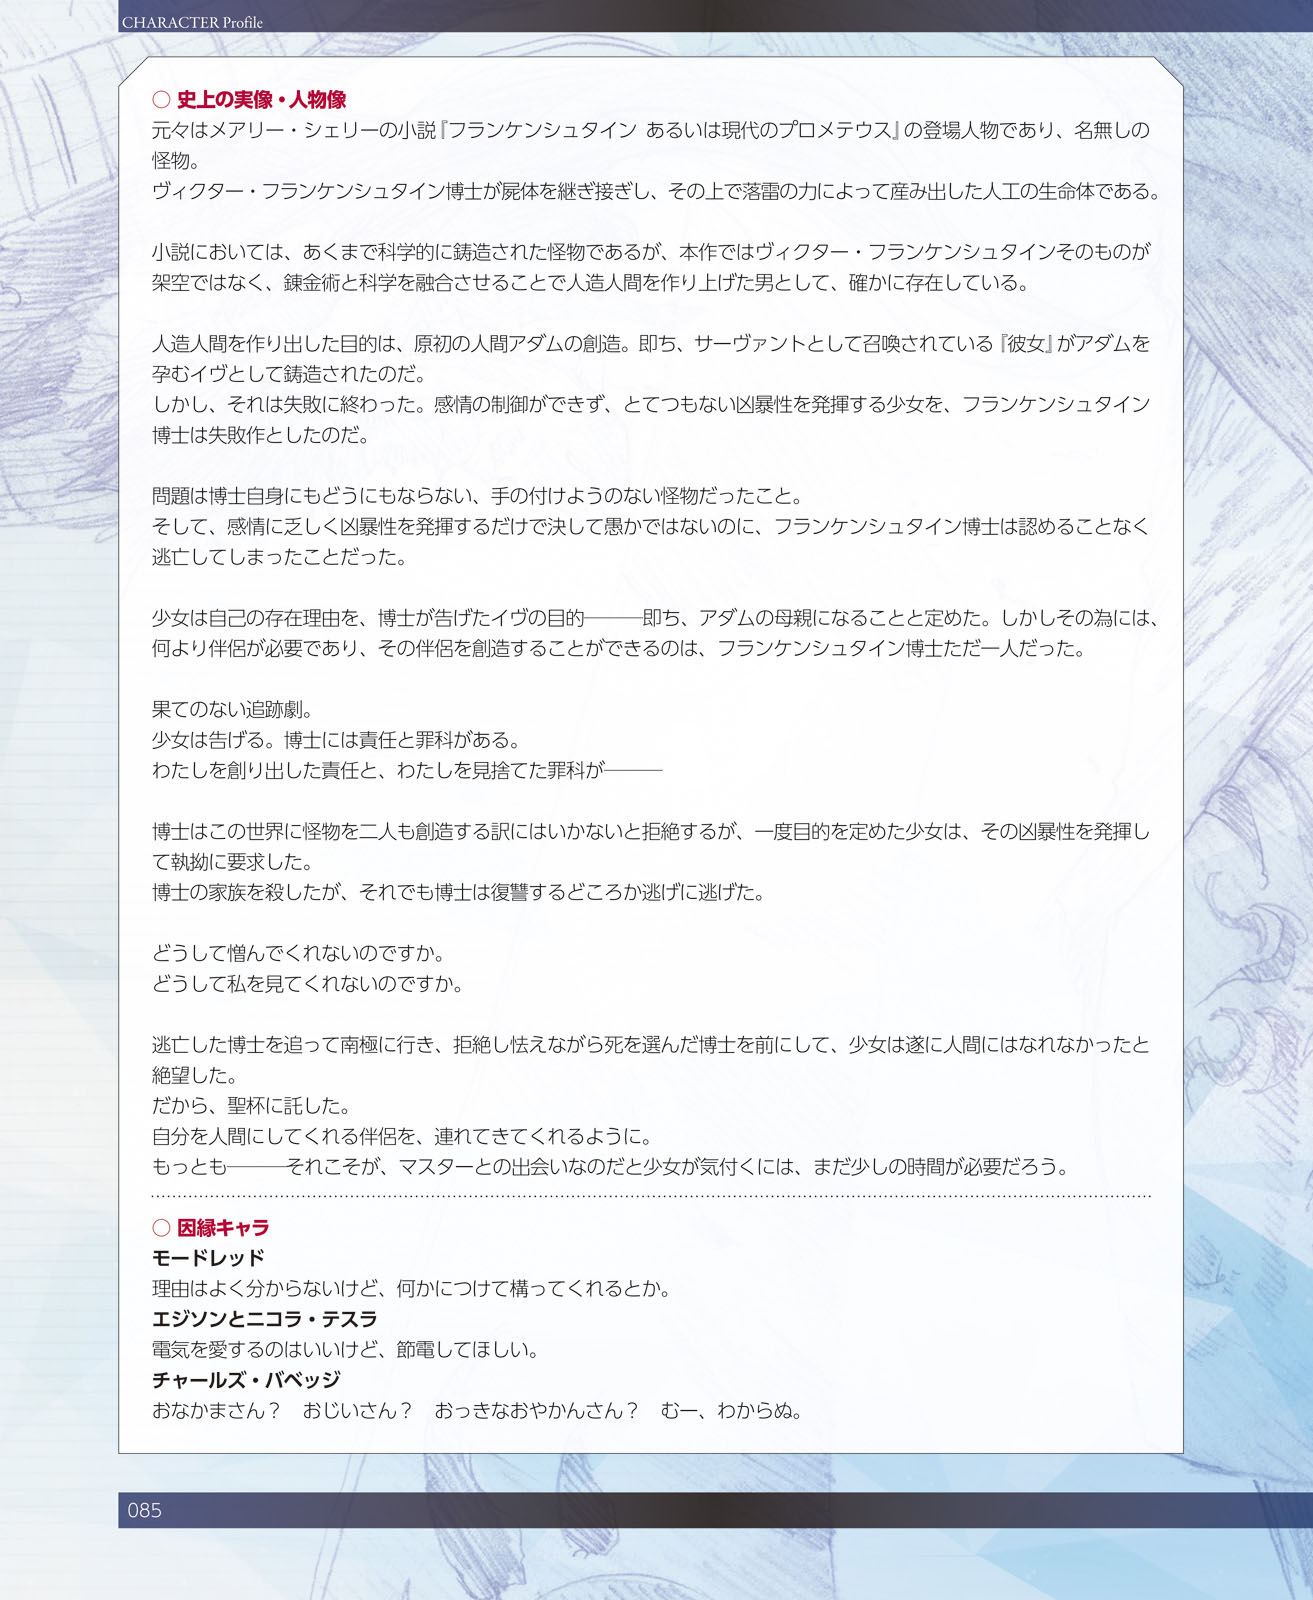 CHARACTER Profile
○ 史上の実像・人物像
元々はメアリー・シェリーの小説『フランケンシュタイン あるいは現代のプロメテウス』の登場人物であり、名無しの
怪物。
ヴィクター・フランケンシュタイン博士が屍体を継ぎ接ぎし、その上で落雷の力によって産み出した人工の生命体である。
小説においては、あくまで科学的に鋳造された怪物であるが、本作ではヴィクター・フランケンシュタインそのものが
架空ではなく、錬金術と科学を融合させることで人造人間を作り上げた男として、確かに存在している。
人造人間を作り出した目的は、原初の人間アダムの創造。即ち、サーヴァントとして召喚されている『彼女』がアダムを
孕むイヴとして鋳造されたのだ。
しかし、それは失敗に終わった。感情の制御ができず、とてつもない凶暴性を発揮する少女を、フランケンシュタイン
博士は失敗作としたのだ。
問題は博士自身にもどうにもならない、手の付けようのない怪物だったこと。
そして、感情に乏しく凶暴性を発揮するだけで決して愚かではないのに、フランケンシュタイン博士は認めることなく
逃亡してしまったことだった。
少女は自己の存在理由を、博士が告げたイヴの目的―――即ち、アダムの母親になることと定めた。しかしその為には、
何より伴侶が必要であり、その伴侶を創造することができるのは、フランケンシュタイン博士ただ一人だった。
果てのない追跡劇。
少女は告げる。博士には責任と罪科がある。
わたしを創り出した責任と、わたしを見捨てた罪科が―――
博士はこの世界に怪物を二人も創造する訳にはいかないと拒絶するが、一度目的を定めた少女は、その凶暴性を発揮し
て執拗に要求した。
博士の家族を殺したが、それでも博士は復讐するどころか逃げに逃げた。
どうして憎んでくれないのですか。
どうして私を見てくれないのですか。
逃亡した博士を追って南極に行き、拒絶し怯えながら死を選んだ博士を前にして、少女は遂に人間にはなれなかったと
絶望した。
だから、聖杯に託した。
自分を人間にしてくれる伴侶を、連れてきてくれるように。
もっとも―――それこそが、マスターとの出会いなのだと少女が気付くには、まだ少しの時間が必要だろう。
○ 因縁キャラ
モードレッド
理由はよく分からないけど、何かにつけて構ってくれるとか。
エジソンとニコラ・テスラ
電気を愛するのはいいけど、節電してほしい。
チャールズ・バベッジ
おなかまさん？　おじいさん？　おっきなおやかんさん？　むー、わからぬ。
085